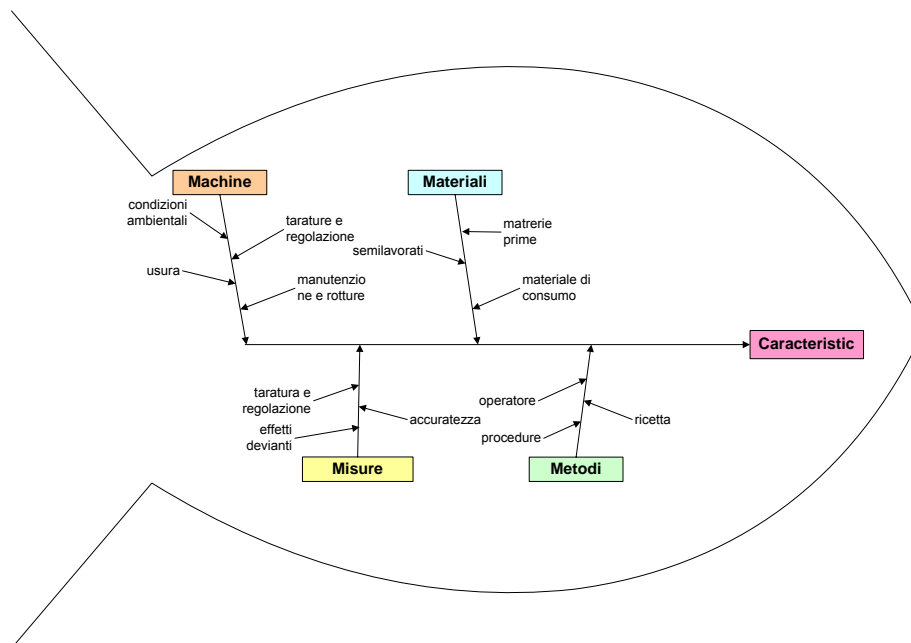 Machine
Materiali
condizioni
ambientali
tarature e
regolazione
matrerie
prime
semilavorati
usura
manutenzio
ne e rotture
materiale di
consumo
Caracteristic
taratura e
regolazione
operatore
accuratezza
ricetta
effetti
devianti
procedure
Misure
Metodi